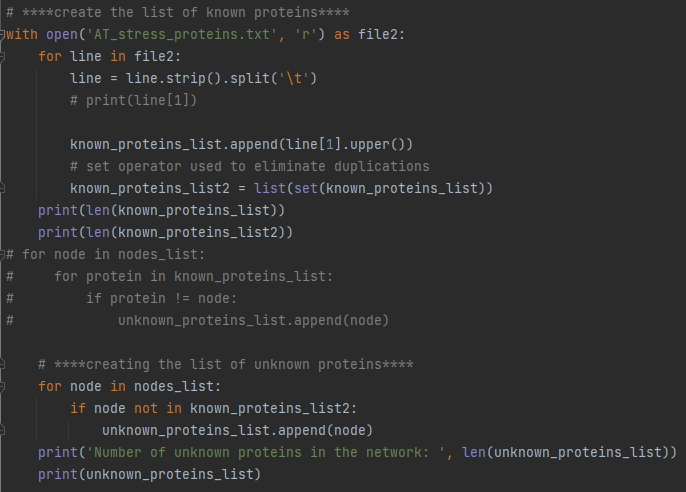 # ****create the list of known proteins****
with open('AT_stress_proteins.txt', 'r') as file2:
    for line in file2:
        line = line.strip().split('\t')
        # print(line[1])

        known_proteins_list.append(line[1].upper())
        # set operator used to eliminate duplications
        known_proteins_list2 = list(set(known_proteins_list))
    print(len(known_proteins_list))
    print(len(known_proteins_list2))
# for node in nodes_list:
#     for protein in known_proteins_list:
#         if protein != node:
#             unknown_proteins_list.append(node)

    # ****creating the list of unknown proteins****
    for node in nodes_list:
        if node not in known_proteins_list2:
            unknown_proteins_list.append(node)
    print('Number of unknown proteins in the network: ', len(unknown_proteins_list))
    print(unknown_proteins_list)